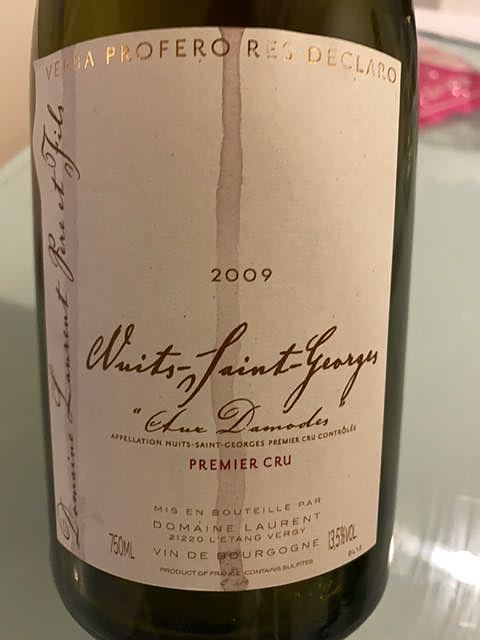 VERBA PROFERO RES DECLARO
Domaine Laurent Père et Fils
2009
Nuits-Saint-Georges
"Aux Damodes"
APPELLATION NUITS-SAINT-GEORGES PREMIER CRU CONTRÔLÉE
PREMIER CRU
MIS EN BOUTEILLE PAR
DOMAINE LAURENT
21220 L'ETANG VERGY
750ML VIN DE BOURGOGNE 13,5%VOL
PRODUCT OF FRANCE-CONTAINS SULFITES